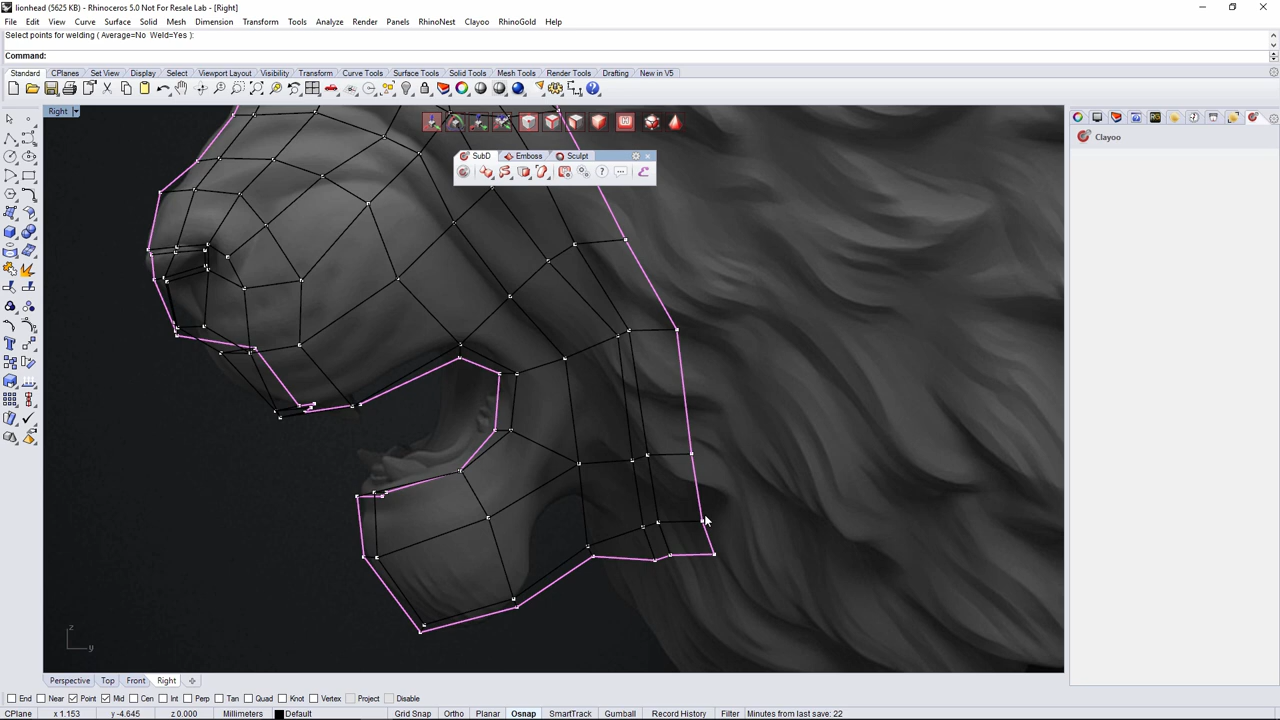 lionhead (5625 KB) - Rhinoceros 5.0 Not For Resale Lab - [Right]
File Edit View Curve Surface Solid Mesh Dimension Transform Tools Analyze Render Panels RhinoNest Clayoo RhinoGold Help
Select points for welding ( Average=No Weld=Yes ):
Command:
Standard CPlanes Set View Display Select Viewport Layout Visibility Transform Curve Tools Surface Tools Solid Tools Mesh Tools Render Tools Drafting New in V5
Right
Clayoo
SubD Emboss Sculpt
z
y
Perspective Top Front Right
End Near Point Mid Cen Int Perp Tan Quad Knot Vertex Project Disable
CPlane x 1.153 y -4.645 z 0.000 Millimeters Default Grid Snap Ortho Planar Osnap SmartTrack Gumball Record History Filter Minutes from last save: 22